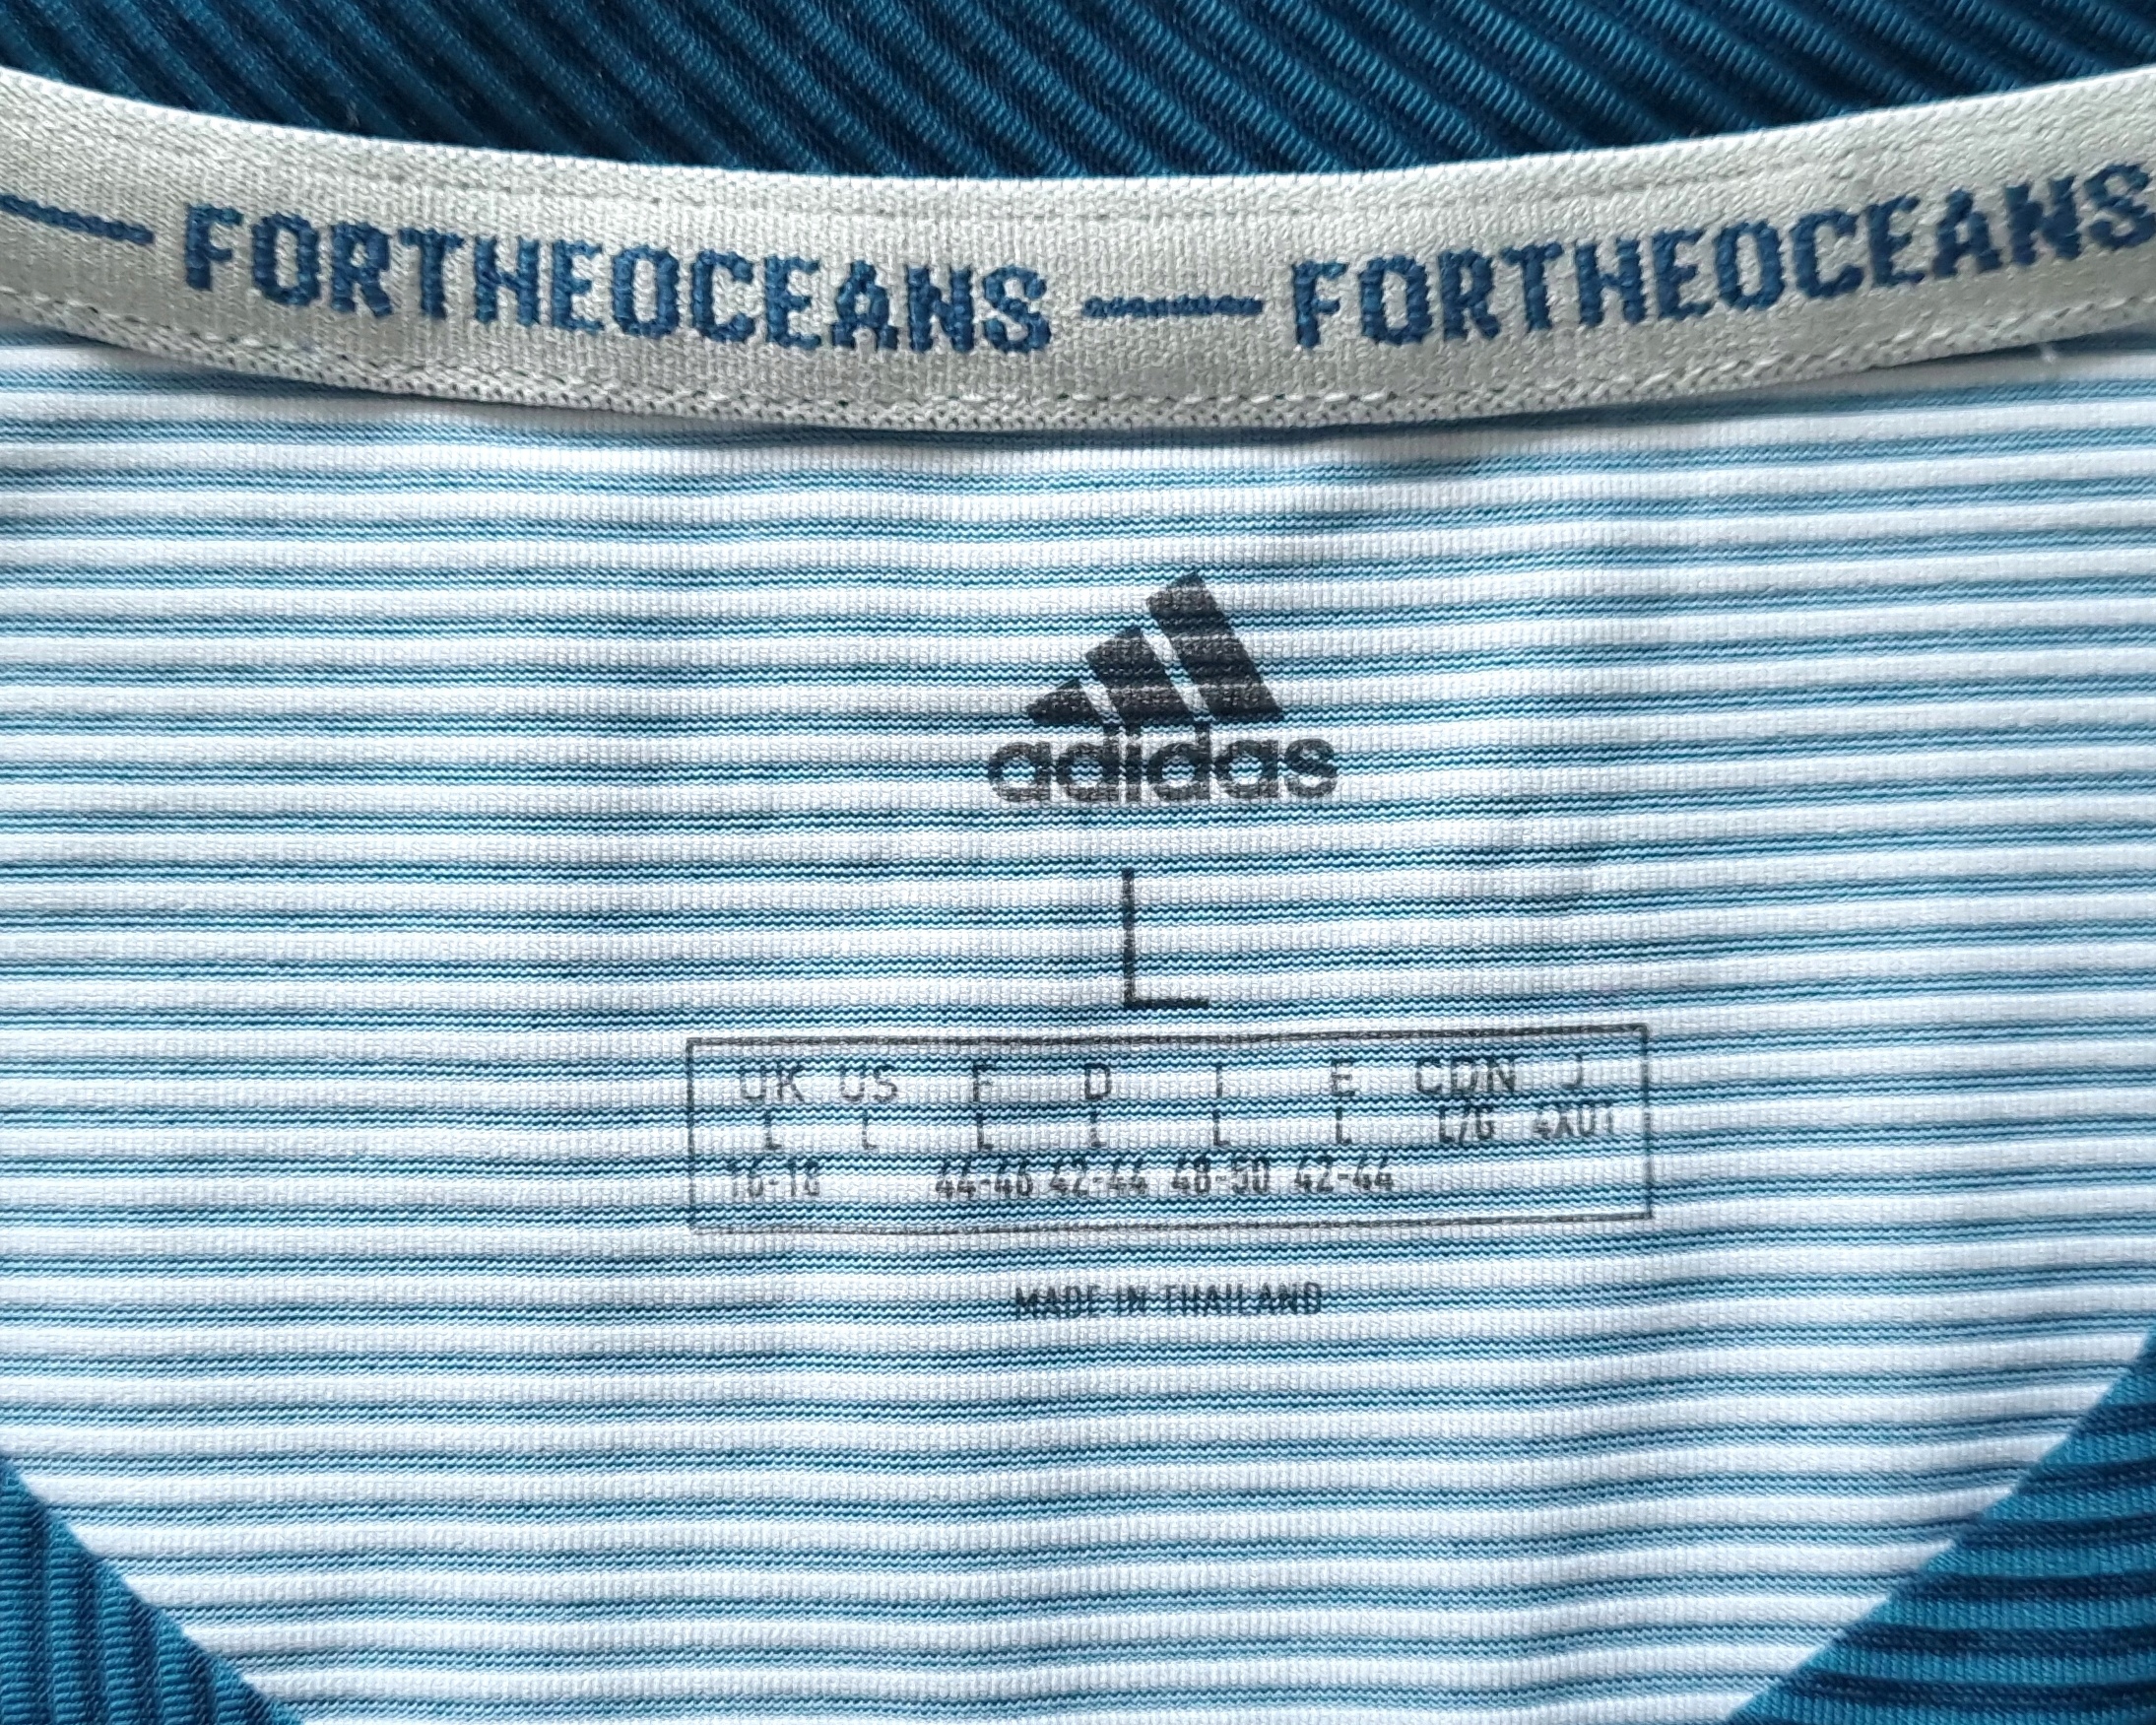 FORTHEOCEANS — FORTHEOCEANS
adidas
L
UK US F D I E CDN J
L L L L L L L/G 4XOT
16-18 44-46 42-44 48-50 42-44
MADE IN THAILAND